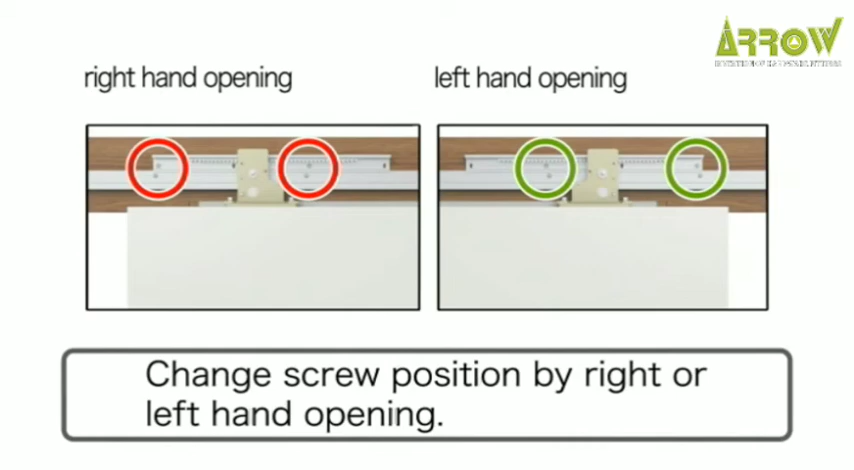 ARROW
right hand opening
left hand opening
Change screw position by right or
left hand opening.